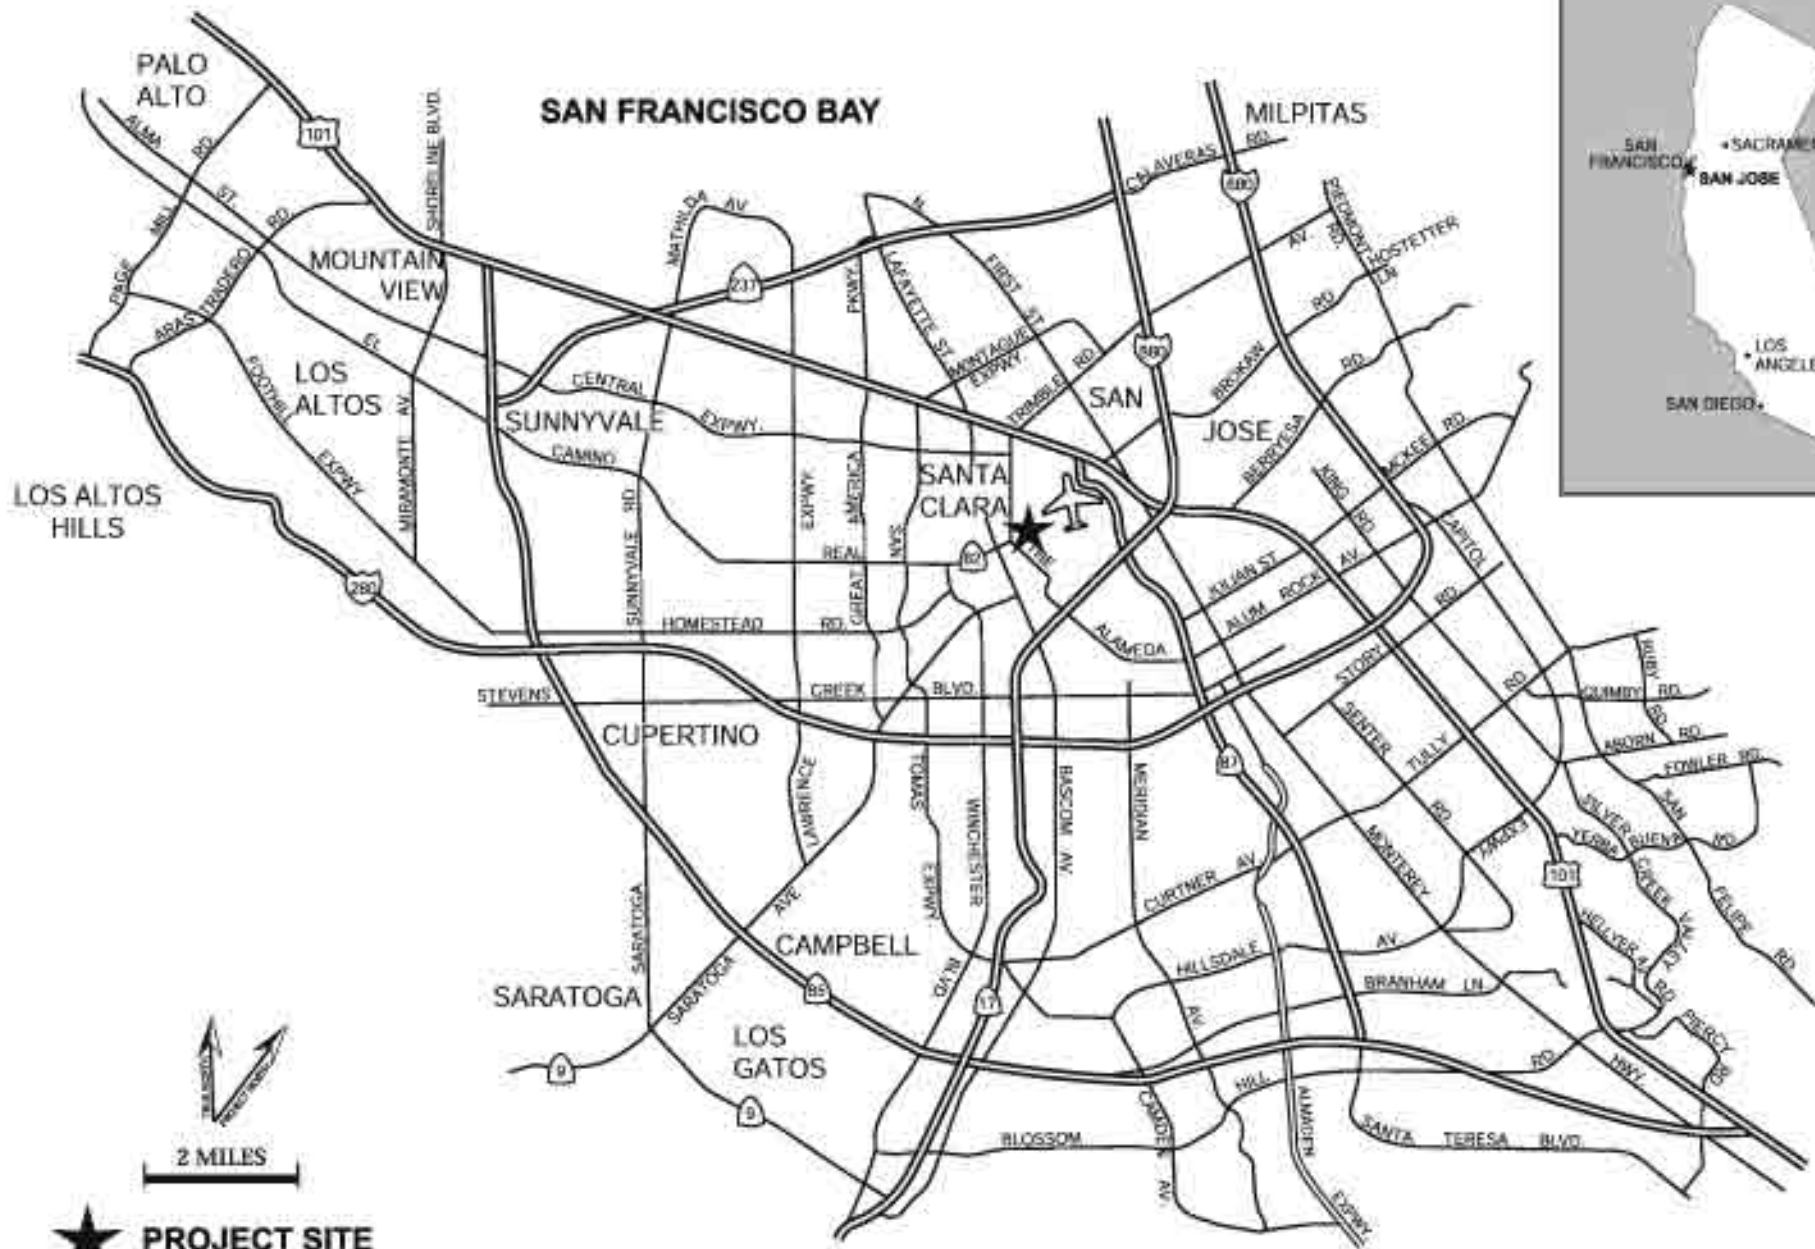 PALO
ALTO
SAN FRANCISCO BAY
MILPITAS
101
ALMA
ST.
PAGE
MILL
RD.
SHORELINE BLVD.
ARASTRADERO
RD.
MOUNTAIN
VIEW
MATHILDA
AV
237
PKWY.
N.
FIRST
ST.
LAFAYETTE ST.
CALAVERAS
RD.
680
PIEDMONT
RD.
HOSTETTER
AV.
LN
SAN
FRANCISCO
SAN JOSE
LOS
SAN DIEGO
EL
FOOTHILL
EXPWY
LOS
ALTOS
MIRAMONTE AV.
CENTRAL
EXPWY.
SUNNYVALE
CAMINO
REAL
82
MONTAGUE
EXPWY.
TRIMBLE RD
880
SAN
JOSE
BROKAW
RD
BERRYESSA
RD.
SANTA
CLARA
KING
RD.
MCKEE
RD
CAPITOL
LOS ALTOS
HILLS
280
SUNNYVALE RD
EXPWY.
GREAT AMERICA
SAN
THE
ALAMEDA
JULIAN ST.
ALUM ROCK AV.
HOMESTEAD
RD.
STEVENS
CREEK
BLVD.
STORY
RD.
CUPERTINO
LAWRENCE
TOMAS
EXPWY.
WINCHESTER
BLVD.
BASCOM AV.
MERIDIAN
AV.
87
SENTER
RD.
TULLY
RD
RUBY
RD.
QUIMBY RD.
ABORN RD.
FOWLER RD.
SILVER
CREEK
VALLEY
RD
YERBA BUENA RD.
SAN
FELIPE
RD
MONTEREY
HWY.
EXPWY
101
HELLYER AV.
CURTNER
AV.
SARATOGA
AVE
SARATOGA
CAMPBELL
85
17
HILLSDALE
AV.
BRANHAM LN.
PIERCY
RD
SARATOGA
LOS
GATOS
9
9
BLOSSOM
HILL
RD.
CAMDEN
AV.
ALMADEN
EXPWY.
SANTA TERESA BLVD.
2 MILES
PROJECT SITE